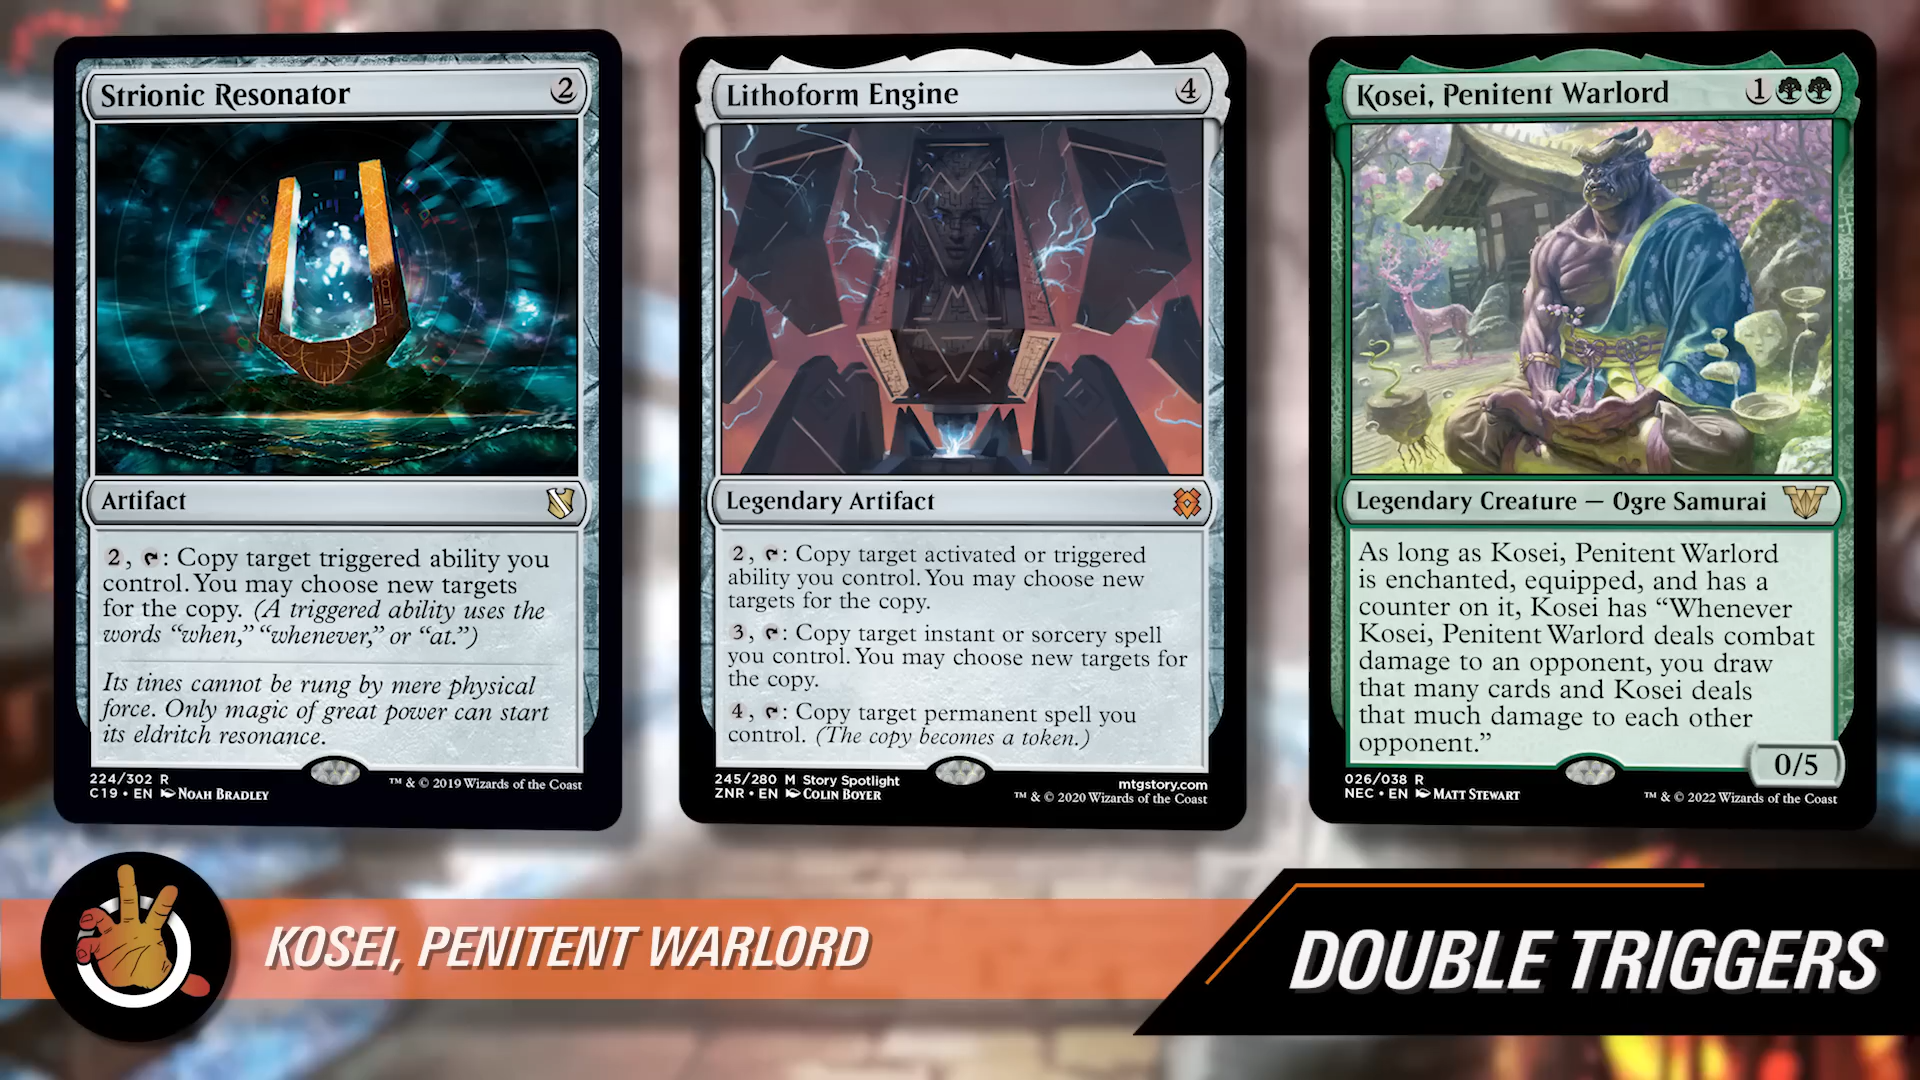 Strionic Resonator 2
Artifact
2, : Copy target triggered ability you
control. You may choose new targets
for the copy. (A triggered ability uses the
words “when,” “whenever,” or “at.”)
Its tines cannot be rung by mere physical
force. Only magic of great power can start
its eldritch resonance.
224/302 R
C19 • EN Noah Bradley
™ & © 2019 Wizards of the Coast
Lithoform Engine 4
Legendary Artifact
2, : Copy target activated or triggered
ability you control. You may choose new
targets for the copy.
3, : Copy target instant or sorcery spell
you control. You may choose new targets for
the copy.
4, : Copy target permanent spell you
control. (The copy becomes a token.)
245/280 M Story Spotlight
ZNR • EN Colin Boyer
mtgstory.com
™ & © 2020 Wizards of the Coast
Kosei, Penitent Warlord 1
Legendary Creature — Ogre Samurai
As long as Kosei, Penitent Warlord
is enchanted, equipped, and has a
counter on it, Kosei has “Whenever
Kosei, Penitent Warlord deals combat
damage to an opponent, you draw
that many cards and Kosei deals
that much damage to each other
opponent.”
0/5
026/038 R
NEC • EN Matt Stewart
™ & © 2022 Wizards of the Coast
KOSEI, PENITENT WARLORD
DOUBLE TRIGGERS